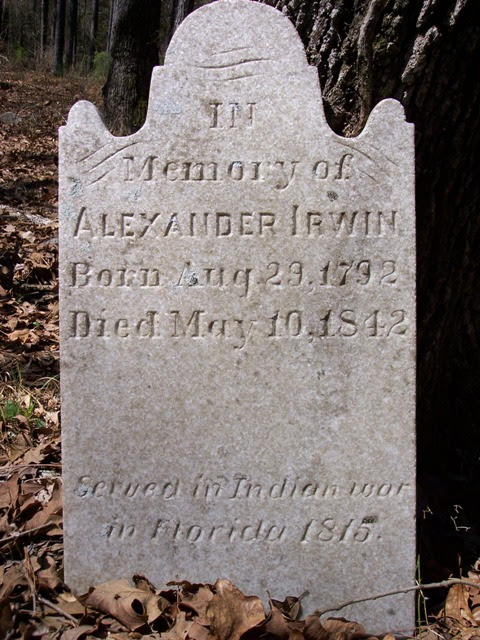 IN
Memory of
ALEXANDER IRWIN
Born Aug. 29, 1792
Died May 10, 1842
Served in Indian war
in Florida 1815.